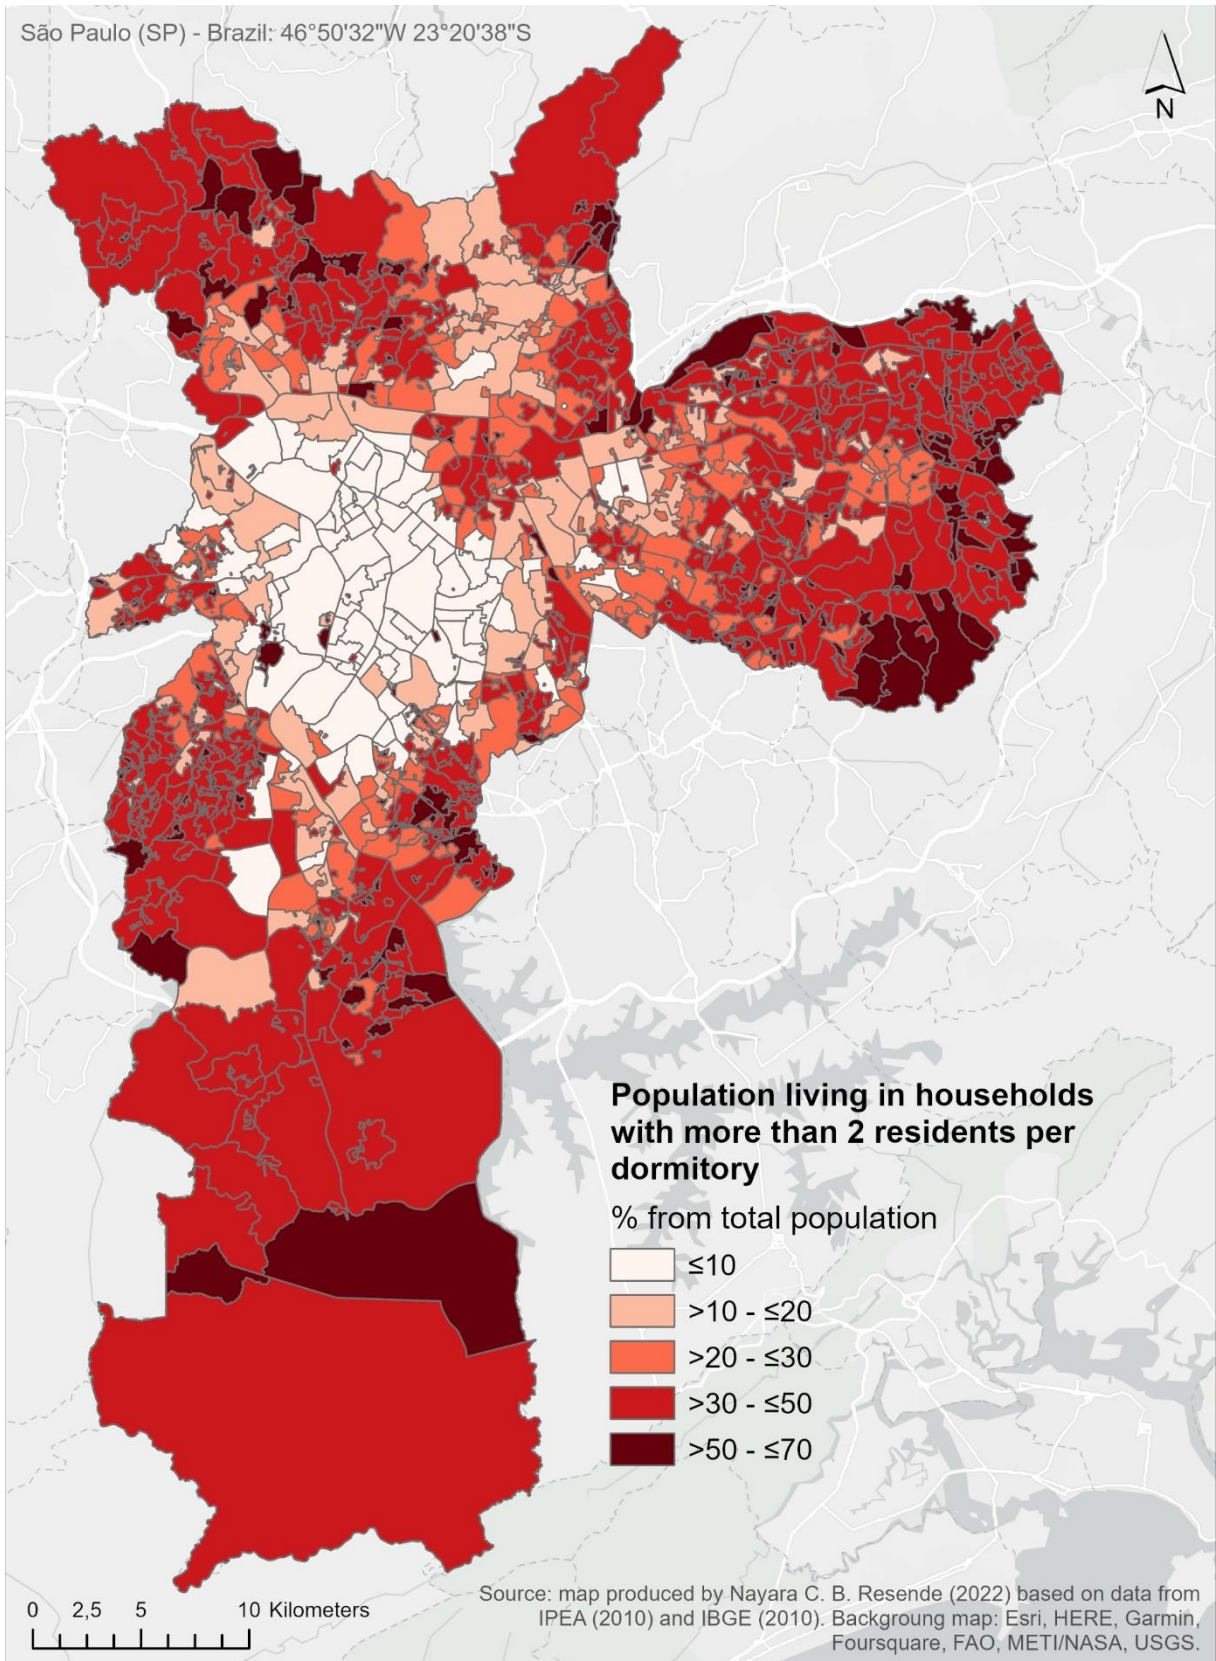 São Paulo (SP) - Brazil: 46°50'32"W 23°20'38"S
N
Population living in households
with more than 2 residents per
dormitory
% from total population
≤10
>10 - ≤20
>20 - ≤30
>30 - ≤50
>50 - ≤70
0 2,5 5 10 Kilometers
Source: map produced by Nayara C. B. Resende (2022) based on data from
IPEA (2010) and IBGE (2010). Backgroung map: Esri, HERE, Garmin,
Foursquare, FAO, METI/NASA, USGS.